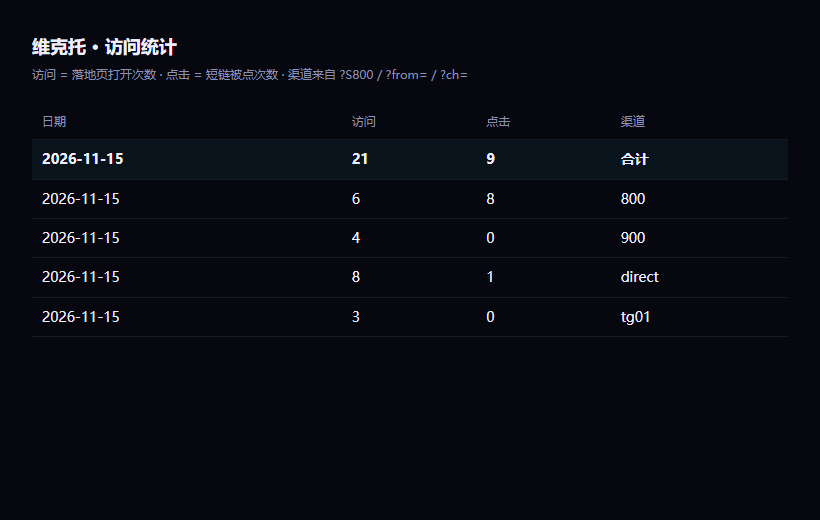 维克托 · 访问统计
访问 = 落地页打开次数 · 点击 = 短链被点次数 · 渠道来自 ?S800 / ?from= / ?ch=
日期 访问 点击 渠道
2026-11-15 21 9 合计
2026-11-15 6 8 800
2026-11-15 4 0 900
2026-11-15 8 1 direct
2026-11-15 3 0 tg01